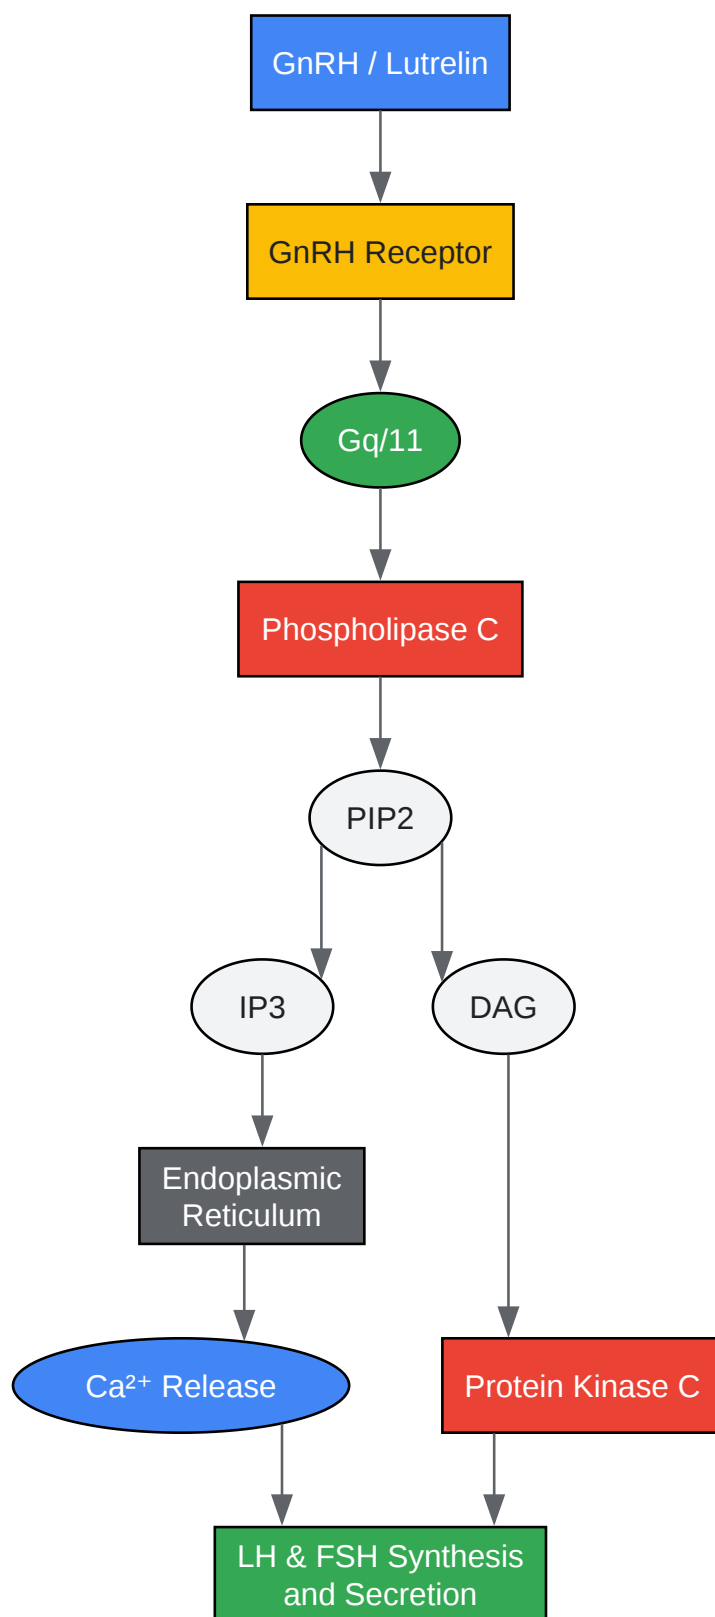 GnRH / Lutrelin
GnRH Receptor
Gq/11
Phospholipase C
PIP2
IP3
DAG
Endoplasmic
Reticulum
Ca²⁺ Release
Protein Kinase C
LH & FSH Synthesis
and Secretion